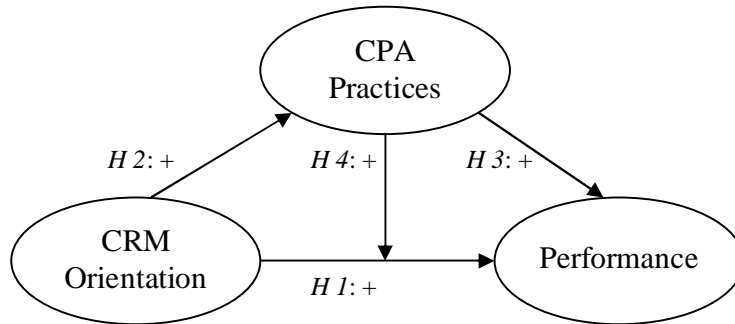 CPA
Practices
H 2: +
H 4: +
H 3: +
CRM
Orientation
Performance
H 1: +